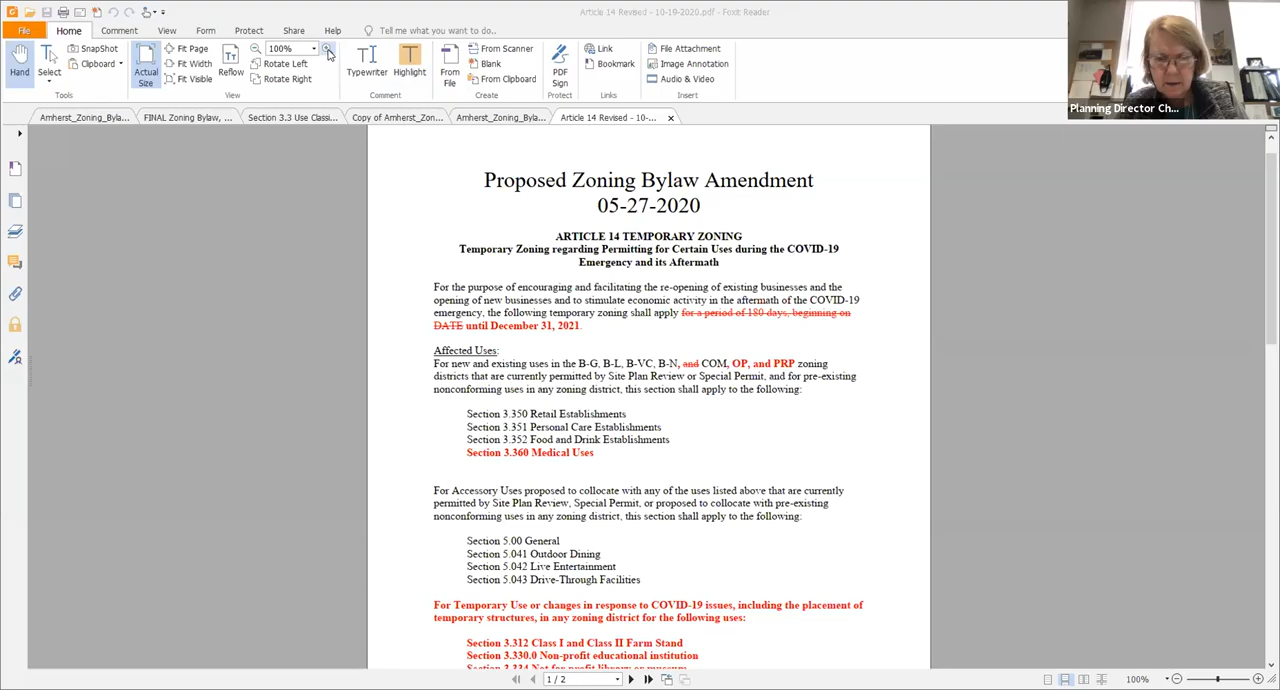 Article 14 Revised - 10-19-2020.pdf - Foxit Reader
File Home Comment View Form Protect Share Help Tell me what you want to do..
Hand
Select
SnapShot
Clipboard
Actual Size
Fit Page
Fit Width
Fit Visible
Reflow
100%
Rotate Left
Rotate Right
Typewriter
Highlight
From File
From Scanner
Blank
From Clipboard
PDF Sign
Link
Bookmark
File Attachment
Image Annotation
Audio & Video
Tools View Comment Create Protect Links Insert
Planning Director Ch...
Amherst_Zoning_Byla... FINAL Zoning Bylaw, ... Section 3.3 Use Classi... Copy of Amherst_Zon... Amherst_Zoning_Byla... Article 14 Revised - 10-...
Proposed Zoning Bylaw Amendment
05-27-2020
ARTICLE 14 TEMPORARY ZONING
Temporary Zoning regarding Permitting for Certain Uses during the COVID-19
Emergency and its Aftermath
For the purpose of encouraging and facilitating the re-opening of existing businesses and the
opening of new businesses and to stimulate economic activity in the aftermath of the COVID-19
emergency, the following temporary zoning shall apply for a period of 180 days, beginning on
DATE until December 31, 2021.
Affected Uses:
For new and existing uses in the B-G, B-L, B-VC, B-N, and COM, OP, and PRP zoning
districts that are currently permitted by Site Plan Review or Special Permit, and for pre-existing
nonconforming uses in any zoning district, this section shall apply to the following:
Section 3.350 Retail Establishments
Section 3.351 Personal Care Establishments
Section 3.352 Food and Drink Establishments
Section 3.360 Medical Uses
For Accessory Uses proposed to collocate with any of the uses listed above that are currently
permitted by Site Plan Review, Special Permit, or proposed to collocate with pre-existing
nonconforming uses in any zoning district, this section shall apply to the following:
Section 5.00 General
Section 5.041 Outdoor Dining
Section 5.042 Live Entertainment
Section 5.043 Drive-Through Facilities
For Temporary Use or changes in response to COVID-19 issues, including the placement of
temporary structures, in any zoning district for the following uses:
Section 3.312 Class I and Class II Farm Stand
Section 3.330.0 Non-profit educational institution
Section 3.334 Not for profit library or museum
1 / 2
100%